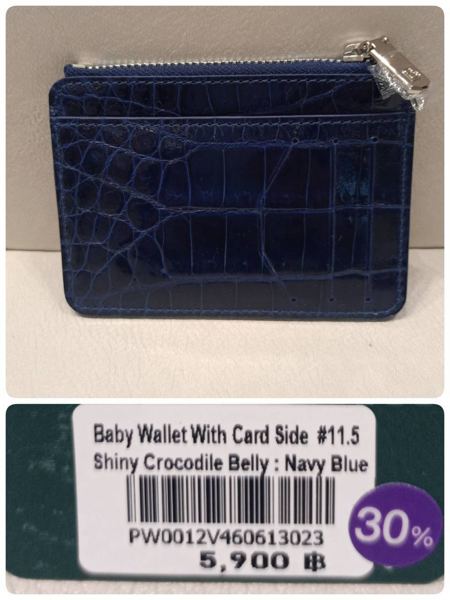 Baby Wallet With Card Side #11.5
Shiny Crocodile Belly : Navy Blue
PW0012V460613023
5,900 ฿
30%